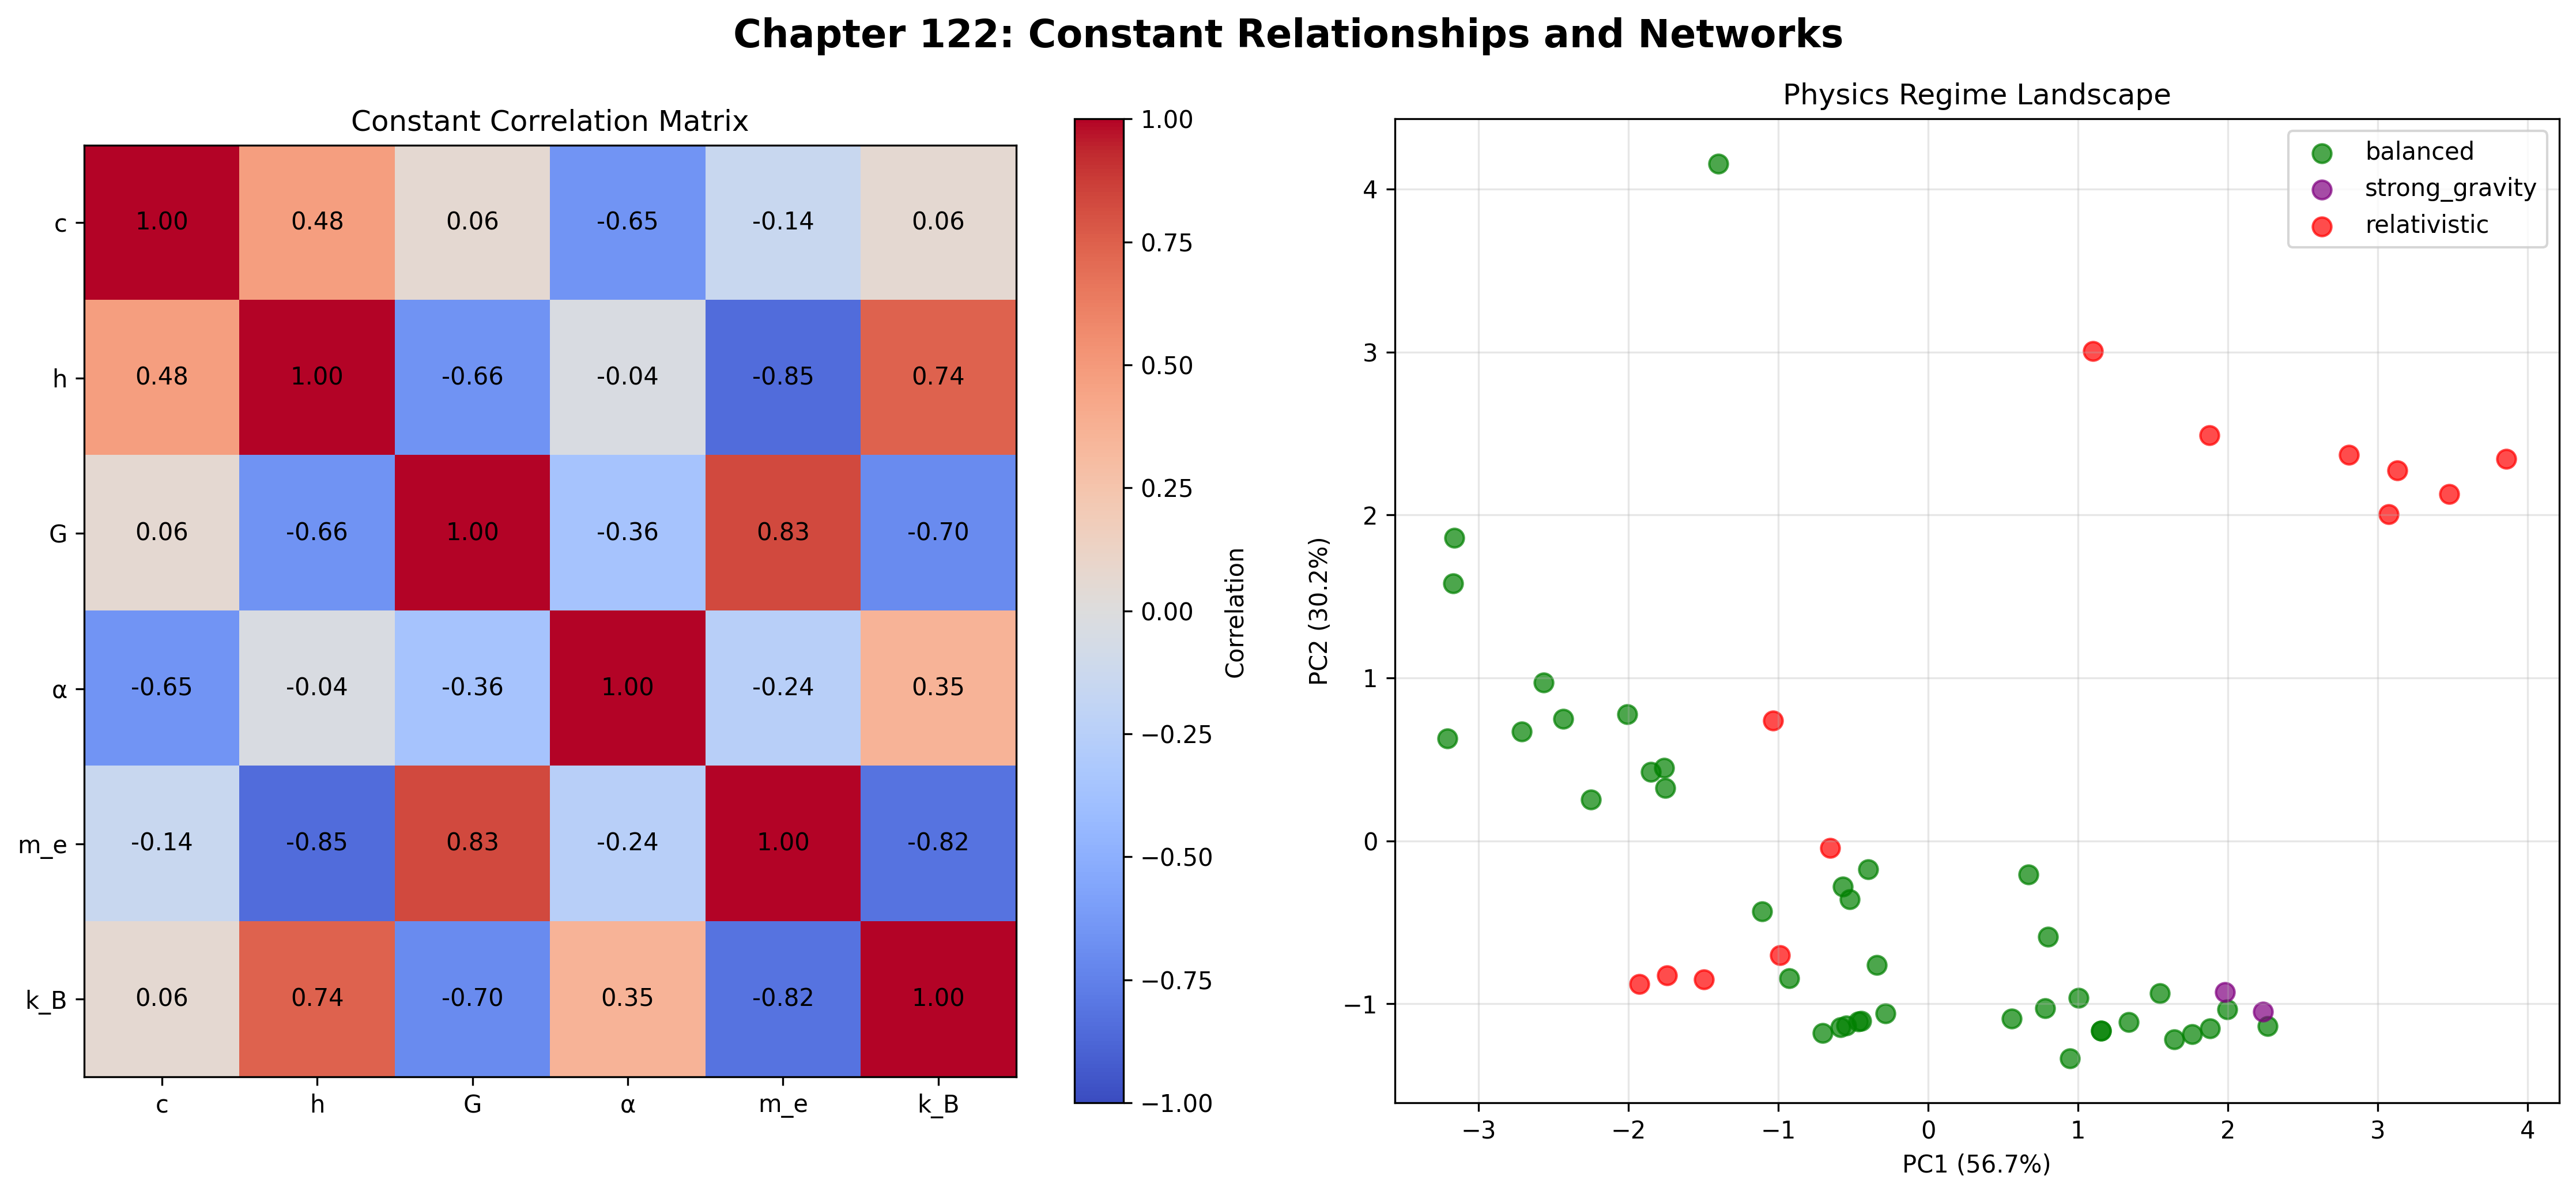 Chapter 122: Constant Relationships and Networks
Constant Correlation Matrix
c 1.00 0.48 0.06 -0.65 -0.14 0.06
h 0.48 1.00 -0.66 -0.04 -0.85 0.74
G 0.06 -0.66 1.00 -0.36 0.83 -0.70
α -0.65 -0.04 -0.36 1.00 -0.24 0.35
m_e -0.14 -0.85 0.83 -0.24 1.00 -0.82
k_B 0.06 0.74 -0.70 0.35 -0.82 1.00
c h G α m_e k_B
1.00
0.75
0.50
0.25
0.00
−0.25
−0.50
−0.75
−1.00
Correlation
Physics Regime Landscape
balanced
strong_gravity
relativistic
4
3
2
1
0
−1
PC2 (30.2%)
−3 −2 −1 0 1 2 3 4
PC1 (56.7%)